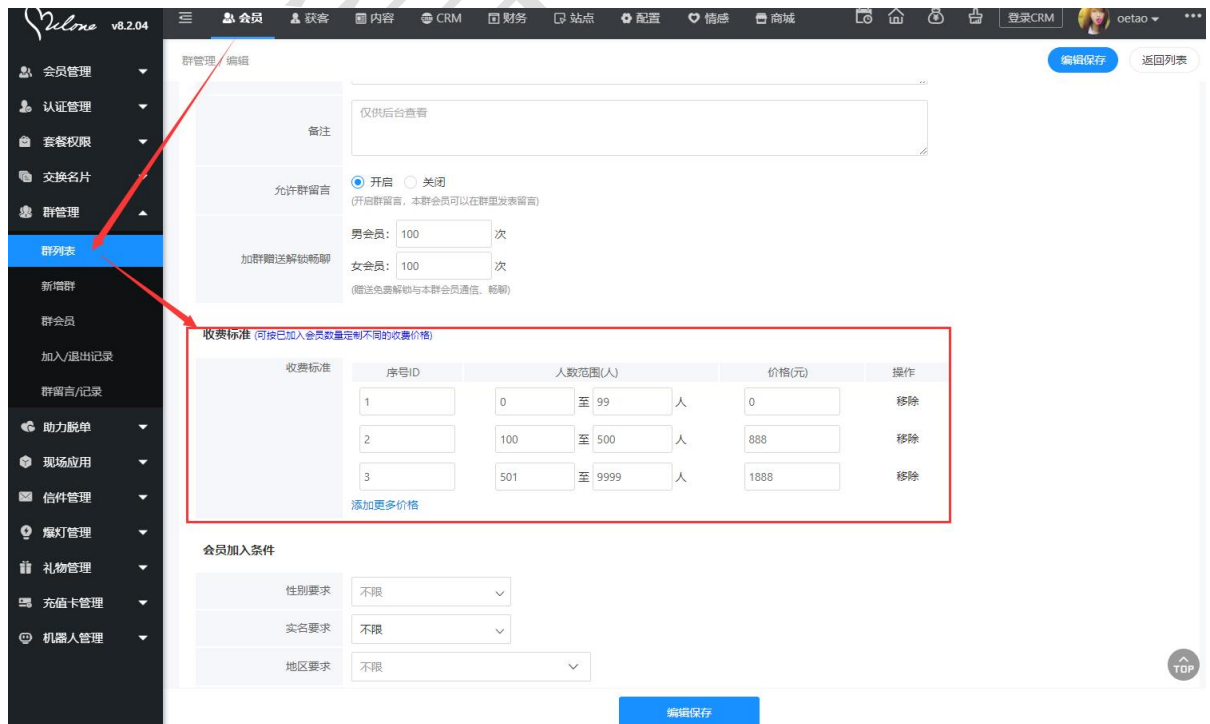 Velone v8.2.04
会员 获客 内容 CRM 财务 站点 配置 情感 商城 登录CRM oetao
群管理 / 编辑 编辑保存 返回列表
会员管理
认证管理
套餐权限
交换名片
群管理
群列表
新增群
群会员
加入/退出记录
群留言/记录
助力脱单
现场应用
信件管理
爆灯管理
礼物管理
充值卡管理
机器人管理
备注 仅供后台查看
允许群留言 开启 关闭
(开启群留言，本群会员可以在群里发表留言)
加群赠送解锁畅聊
男会员: 100 次
女会员: 100 次
(赠送免费解锁与本群会员通信、畅聊)
收费标准 (可按已加入会员数量定制不同的收费价格)
收费标准
序号ID 人数范围(人) 价格(元) 操作
1 0 至 99 人 0 移除
2 100 至 500 人 888 移除
3 501 至 9999 人 1888 移除
添加更多价格
会员加入条件
性别要求 不限
实名要求 不限
地区要求 不限
TOP
编辑保存